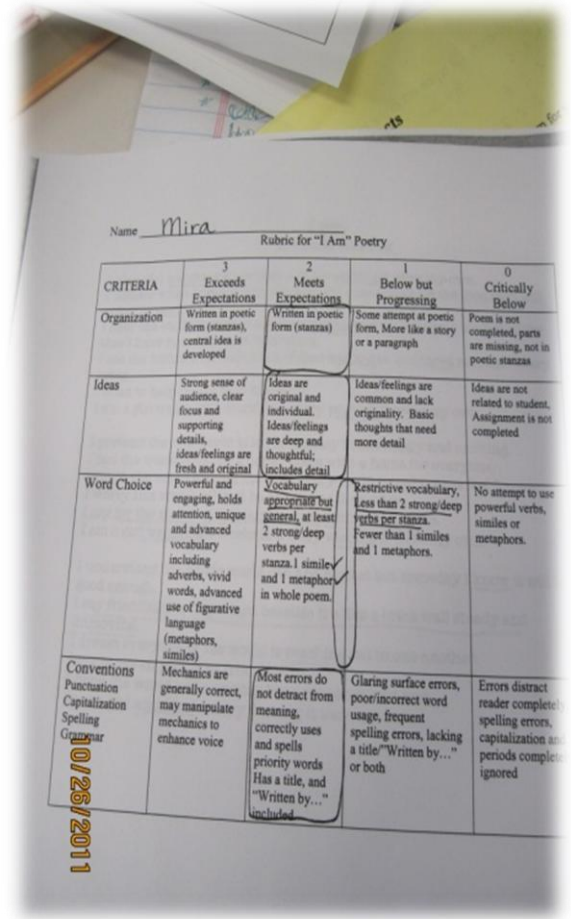 cts
for
Name Mira
Rubric for "I Am" Poetry
CRITERIA
3
Exceeds
Expectations
2
Meets
Expectations
1
Below but
Progressing
0
Critically
Below
Organization
Written in poetic
form (stanzas),
central idea is
developed
Written in poetic
form (stanzas)
Some attempt at poetic
form, More like a story
or a paragraph
Poem is not
completed, parts
are missing, not in
poetic stanzas
Ideas
Strong sense of
audience, clear
focus and
supporting
details,
ideas/feelings are
fresh and original
Ideas are
original and
individual.
Ideas/feelings
are deep and
thoughtful;
includes detail
Ideas/feelings are
common and lack
originality. Basic
thoughts that need
more detail
Ideas are not
related to student,
Assignment is not
completed
Word Choice
Powerful and
engaging, holds
attention, unique
and advanced
vocabulary
including
adverbs, vivid
words, advanced
use of figurative
language
(metaphors,
similes)
Vocabulary
appropriate but
general, at least
2 strong/deep
verbs per
stanza.1 simile
and 1 metaphor
in whole poem.
Restrictive vocabulary,
Less than 2 strong/deep
verbs per stanza.
Fewer than 1 similes
and 1 metaphors.
No attempt to use
powerful verbs,
similes or
metaphors.
Conventions
Punctuation
Capitalization
Spelling
Grammar
Mechanics are
generally correct,
may manipulate
mechanics to
enhance voice
Most errors do
not detract from
meaning,
correctly uses
and spells
priority words
Has a title, and
"Written by..."
included
Glaring surface errors,
poor/incorrect word
usage, frequent
spelling errors, lacking
a title/"Written by..."
or both
Errors distract
reader complete
spelling errors,
capitalization and
periods complete
ignored
10/26/2011